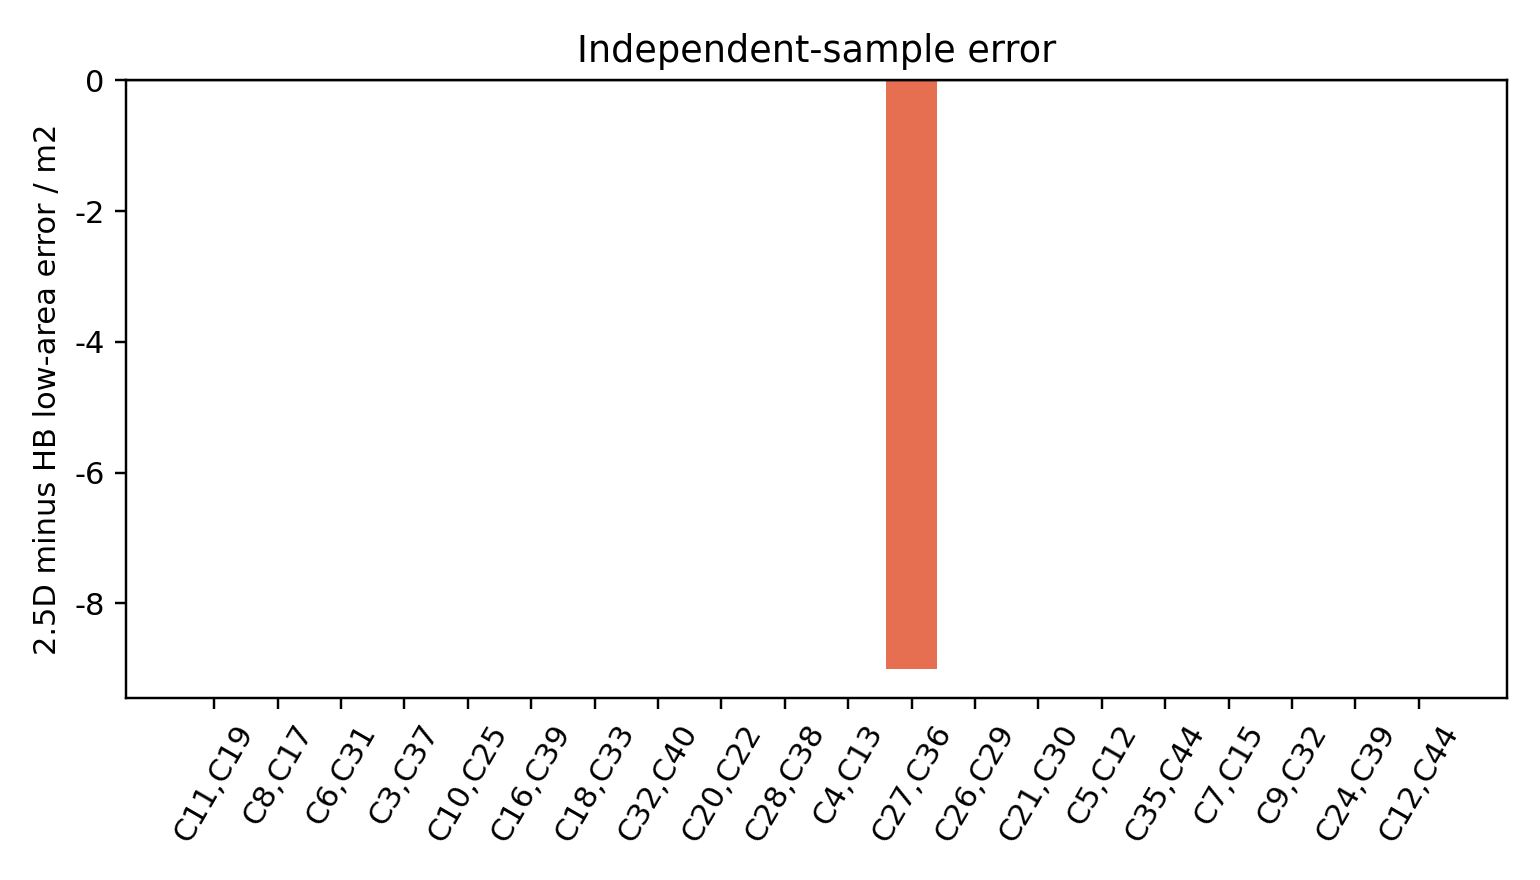 Independent-sample error
2.5D minus HB low-area error / m2
0
-2
-4
-6
-8
C11,C19
C8,C17
C6,C31
C3,C37
C10,C25
C16,C39
C18,C33
C32,C40
C20,C22
C28,C38
C4,C13
C27,C36
C26,C29
C21,C30
C5,C12
C35,C44
C7,C15
C9,C32
C24,C39
C12,C44